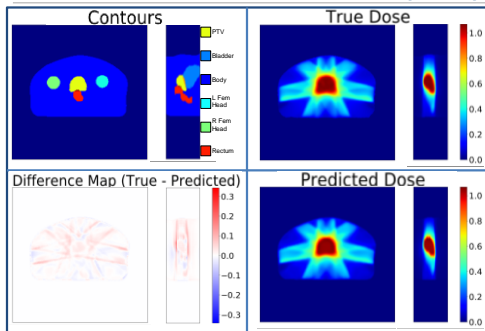 Contours
PTV
Bladder
Body
L Fem
Head
R Fem
Head
Rectum
True Dose
1.0
0.8
0.6
0.4
0.2
0.0
Difference Map (True - Predicted)
0.3
0.2
0.1
0.0
−0.1
−0.2
−0.3
Predicted Dose
1.0
0.8
0.6
0.4
0.2
0.0